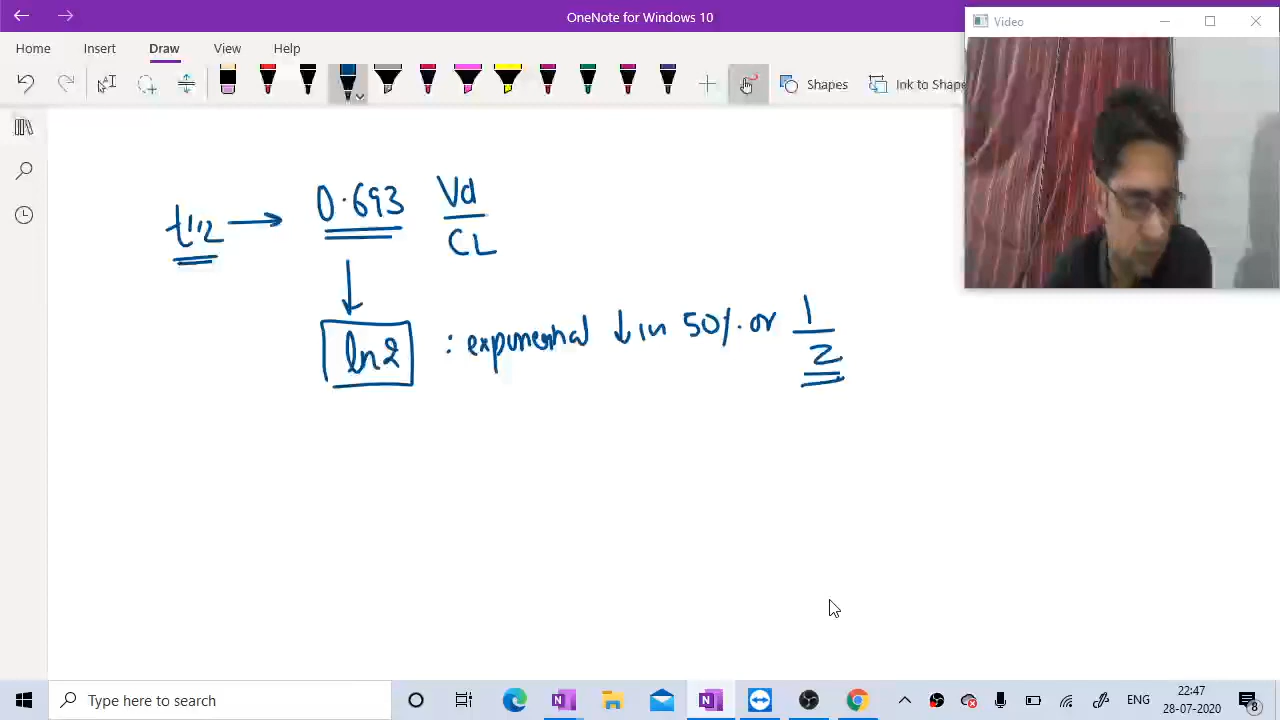 OneNote for Windows 10
Video
Home Insert Draw View Help
Shapes Ink to Shape
t1/2 → 0.693 Vd
CL
ln2 : exponential ↓ in 50% or 1
2
Type here to search
ENG 22:47
28-07-2020 8